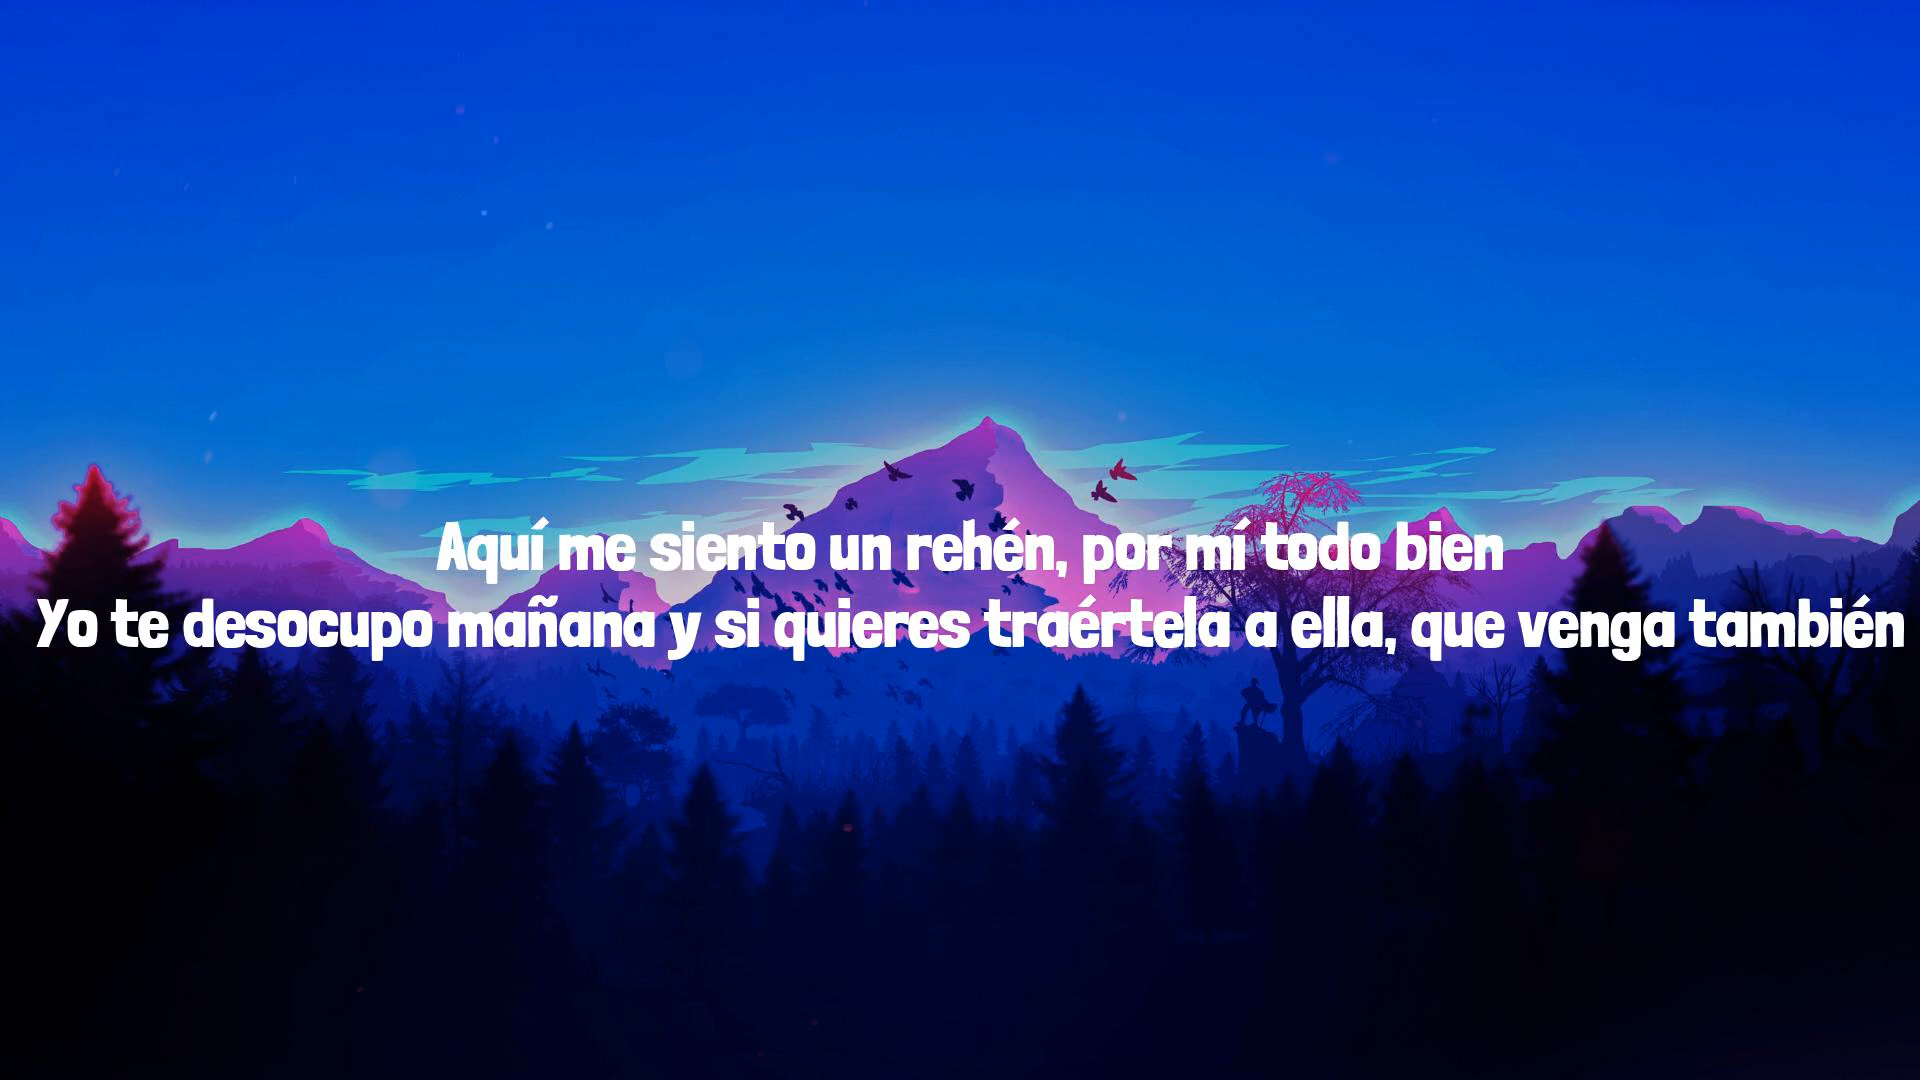 Aquí me siento un rehén, por mí todo bien
Yo te desocupo mañana y si quieres traértela a ella, que venga también